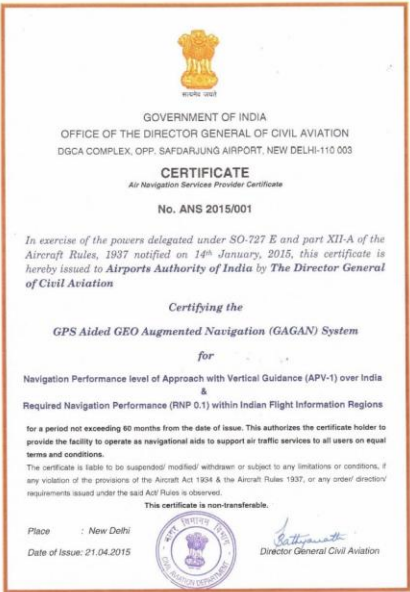 सत्यमेव जयते
GOVERNMENT OF INDIA
OFFICE OF THE DIRECTOR GENERAL OF CIVIL AVIATION
DGCA COMPLEX, OPP. SAFDARJUNG AIRPORT, NEW DELHI-110 003
CERTIFICATE
Air Navigation Services Provider Certificate
No. ANS 2015/001
In exercise of the powers delegated under SO-727 E and part XII-A of the
Aircraft Rules, 1937 notified on 14th January, 2015, this certificate is
hereby issued to Airports Authority of India by The Director General
of Civil Aviation
Certifying the
GPS Aided GEO Augmented Navigation (GAGAN) System
for
Navigation Performance level of Approach with Vertical Guidance (APV-1) over India
&
Required Navigation Performance (RNP 0.1) within Indian Flight Information Regions
for a period not exceeding 60 months from the date of issue. This authorizes the certificate holder to
provide the facility to operate as navigational aids to support air traffic services to all users on equal
terms and conditions.
The certificate is liable to be suspended/ modified/ withdrawn or subject to any limitations or conditions, if
any violation of the provisions of the Aircraft Act 1934 & the Aircraft Rules 1937, or any order/ direction/
requirements issued under the said Act/ Rules is observed.
This certificate is non-transferable.
Place : New Delhi
Date of Issue: 21.04.2015
CIVIL AVIATION DEPARTMENT
Director General Civil Aviation